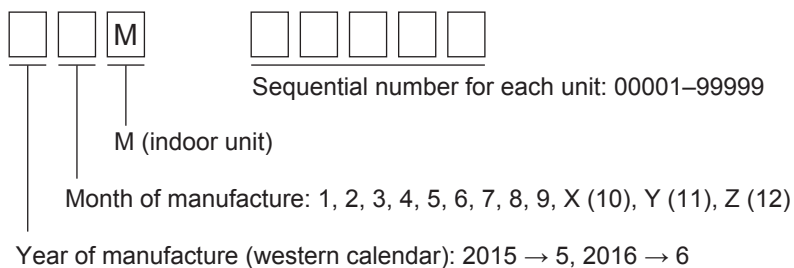 M
Sequential number for each unit: 00001–99999
M (indoor unit)
Month of manufacture: 1, 2, 3, 4, 5, 6, 7, 8, 9, X (10), Y (11), Z (12)
Year of manufacture (western calendar): 2015 → 5, 2016 → 6